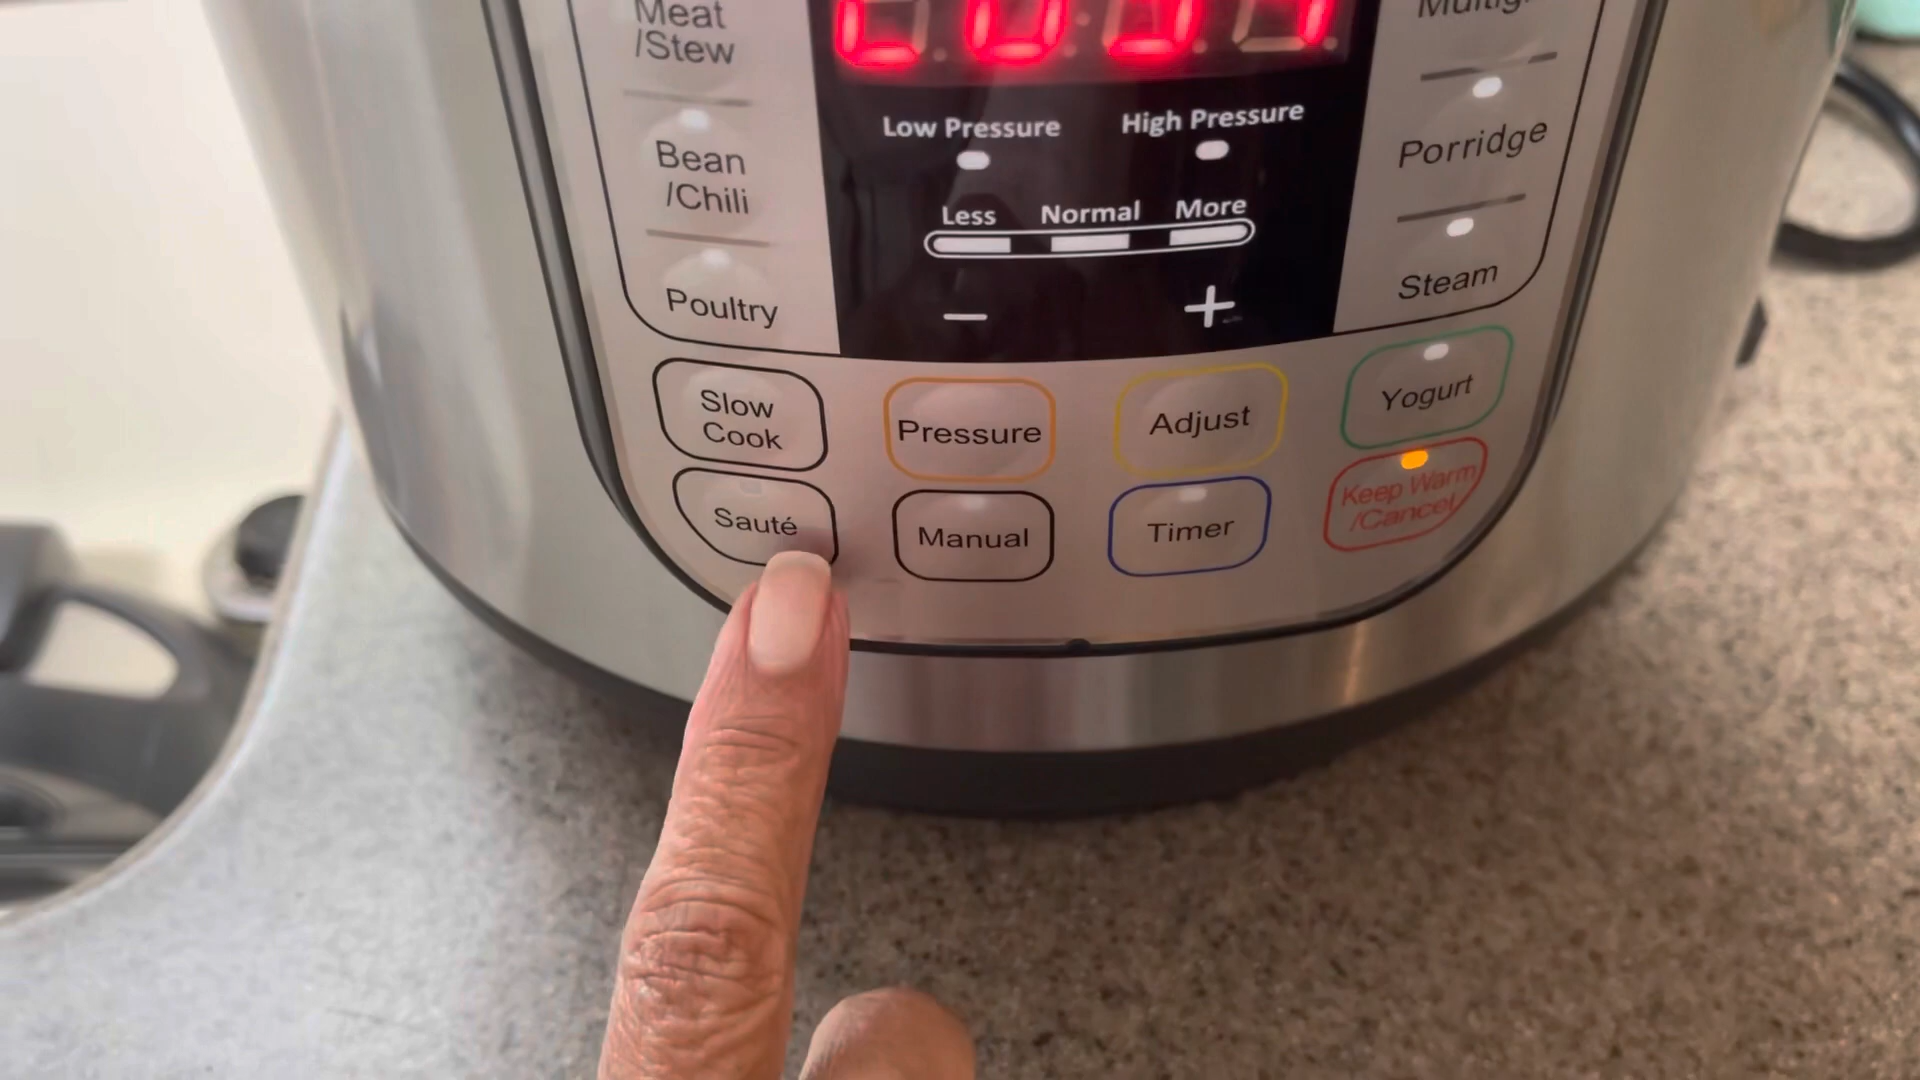 Meat
/Stew
Bean
/Chili
Poultry
Low Pressure
High Pressure
Less Normal More
− +
Porridge
Steam
Slow
Cook
Pressure
Adjust
Yogurt
Sauté
Manual
Timer
Keep Warm
/Cancel